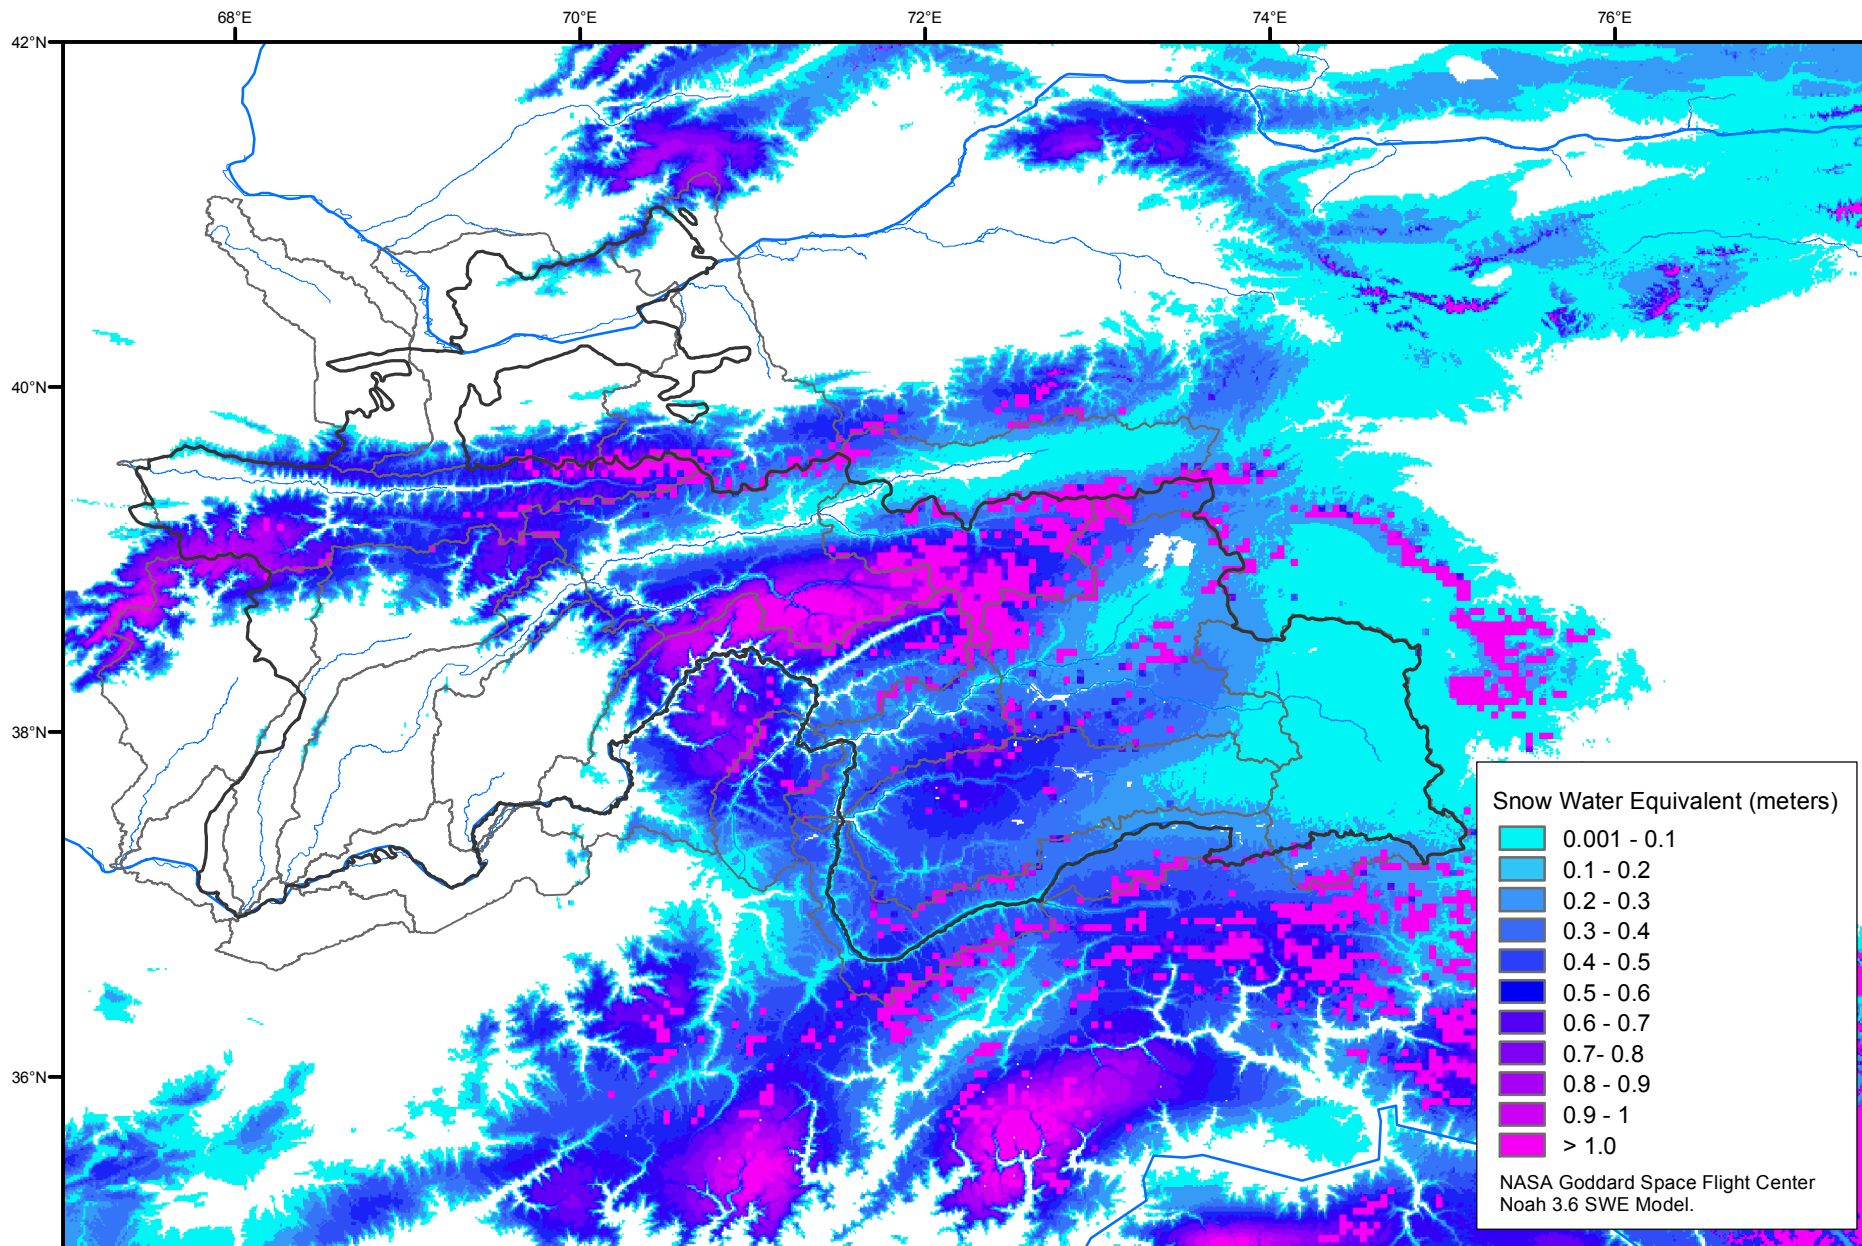 68°E 70°E 72°E 74°E 76°E
42°N
40°N
38°N
36°N
Snow Water Equivalent (meters)
0.001 - 0.1
0.1 - 0.2
0.2 - 0.3
0.3 - 0.4
0.4 - 0.5
0.5 - 0.6
0.6 - 0.7
0.7- 0.8
0.8 - 0.9
0.9 - 1
> 1.0
NASA Goddard Space Flight Center
Noah 3.6 SWE Model.